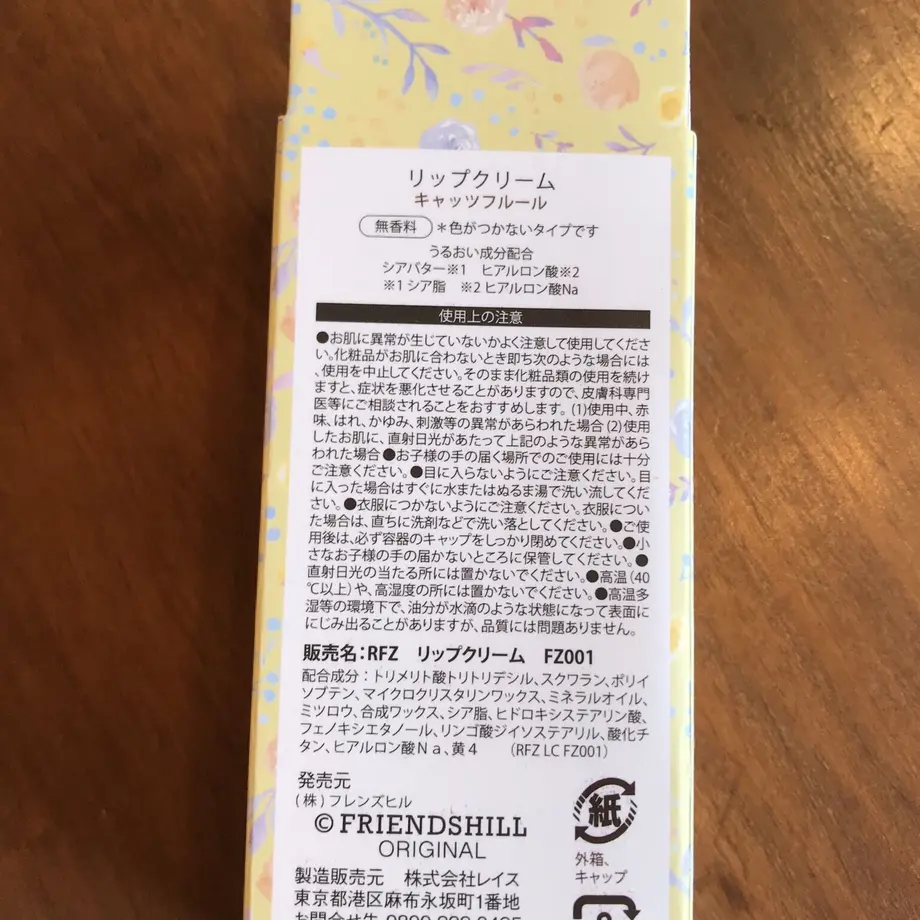 リップクリーム
キャッツフルール
無香料 ＊色がつかないタイプです
うるおい成分配合
シアバター※1　ヒアルロン酸※2
※1 シア脂　※2 ヒアルロン酸Na
使用上の注意
●お肌に異常が生じていないかよく注意して使用してくださ
い。化粧品がお肌に合わないとき即ち次のような場合には
、使用を中止してください。そのまま化粧品類の使用を続け
ますと、症状を悪化させることがありますので、皮膚科専門
医等にご相談されることをおすすめします。(1)使用中、赤
味、はれ、かゆみ、刺激等の異常があらわれた場合 (2)使用
したお肌に、直射日光があたって上記のような異常があら
われた場合●お子様の手の届く場所でのご使用には十分
ご注意ください。●目に入らないようにご注意ください。目
に入った場合はすぐに水またはぬるま湯で洗い流してくだ
さい。●衣服につかないようにご注意ください。衣服につい
た場合は、直ちに洗剤などで洗い落としてください。●ご使
用後は、必ず容器のキャップをしっかり閉めてください。●小
さなお子様の手の届かないところに保管してください。●
直射日光の当たる所には置かないでください。●高温（40
℃以上）や、高湿度の所には置かないでください。●高温多
湿等の環境下で、油分が水滴のような状態になって表面に
にじみ出ることがありますが、品質には問題ありません。
販売名：RFZ　リップクリーム　FZ001
配合成分：トリメリト酸トリトリデシル、スクワラン、ポリイ
ソブテン、マイクロクリスタリンワックス、ミネラルオイル、
ミツロウ、合成ワックス、シア脂、ヒドロキシステアリン酸、
フェノキシエタノール、リンゴ酸ジイソステアリル、酸化チ
タン、ヒアルロン酸Ｎａ、黄４　（RFZ LC FZ001）
発売元
(株) フレンズヒル
© FRIENDSHILL
ORIGINAL
紙
外箱、
キャップ
製造販売元　株式会社レイス
東京都港区麻布永坂町1番地
お問合せ先